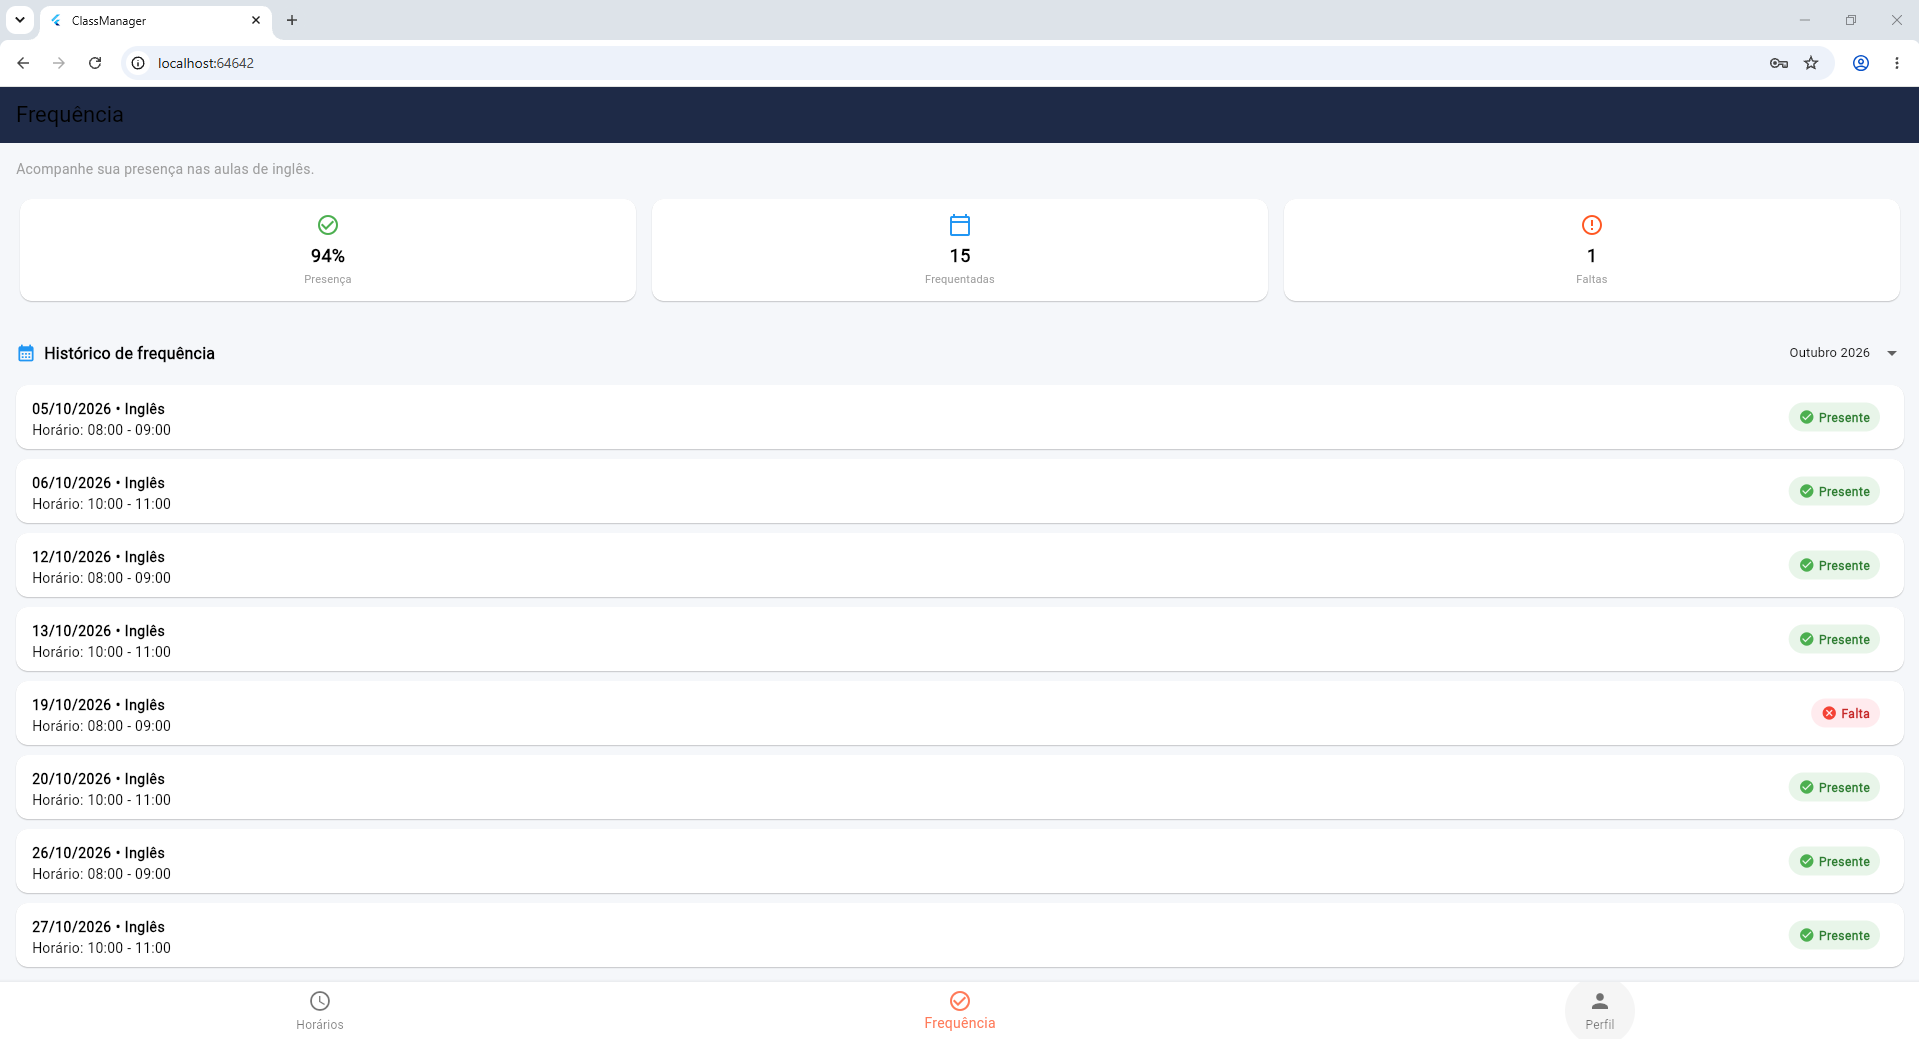 ClassManager
localhost:64642
Frequência
Acompanhe sua presença nas aulas de inglês.
94%
Presença
15
Frequentadas
1
Faltas
Histórico de frequência
Outubro 2026
05/10/2026 • Inglês
Horário: 08:00 - 09:00
Presente
06/10/2026 • Inglês
Horário: 10:00 - 11:00
Presente
12/10/2026 • Inglês
Horário: 08:00 - 09:00
Presente
13/10/2026 • Inglês
Horário: 10:00 - 11:00
Presente
19/10/2026 • Inglês
Horário: 08:00 - 09:00
Falta
20/10/2026 • Inglês
Horário: 10:00 - 11:00
Presente
26/10/2026 • Inglês
Horário: 08:00 - 09:00
Presente
27/10/2026 • Inglês
Horário: 10:00 - 11:00
Presente
Horários
Frequência
Perfil